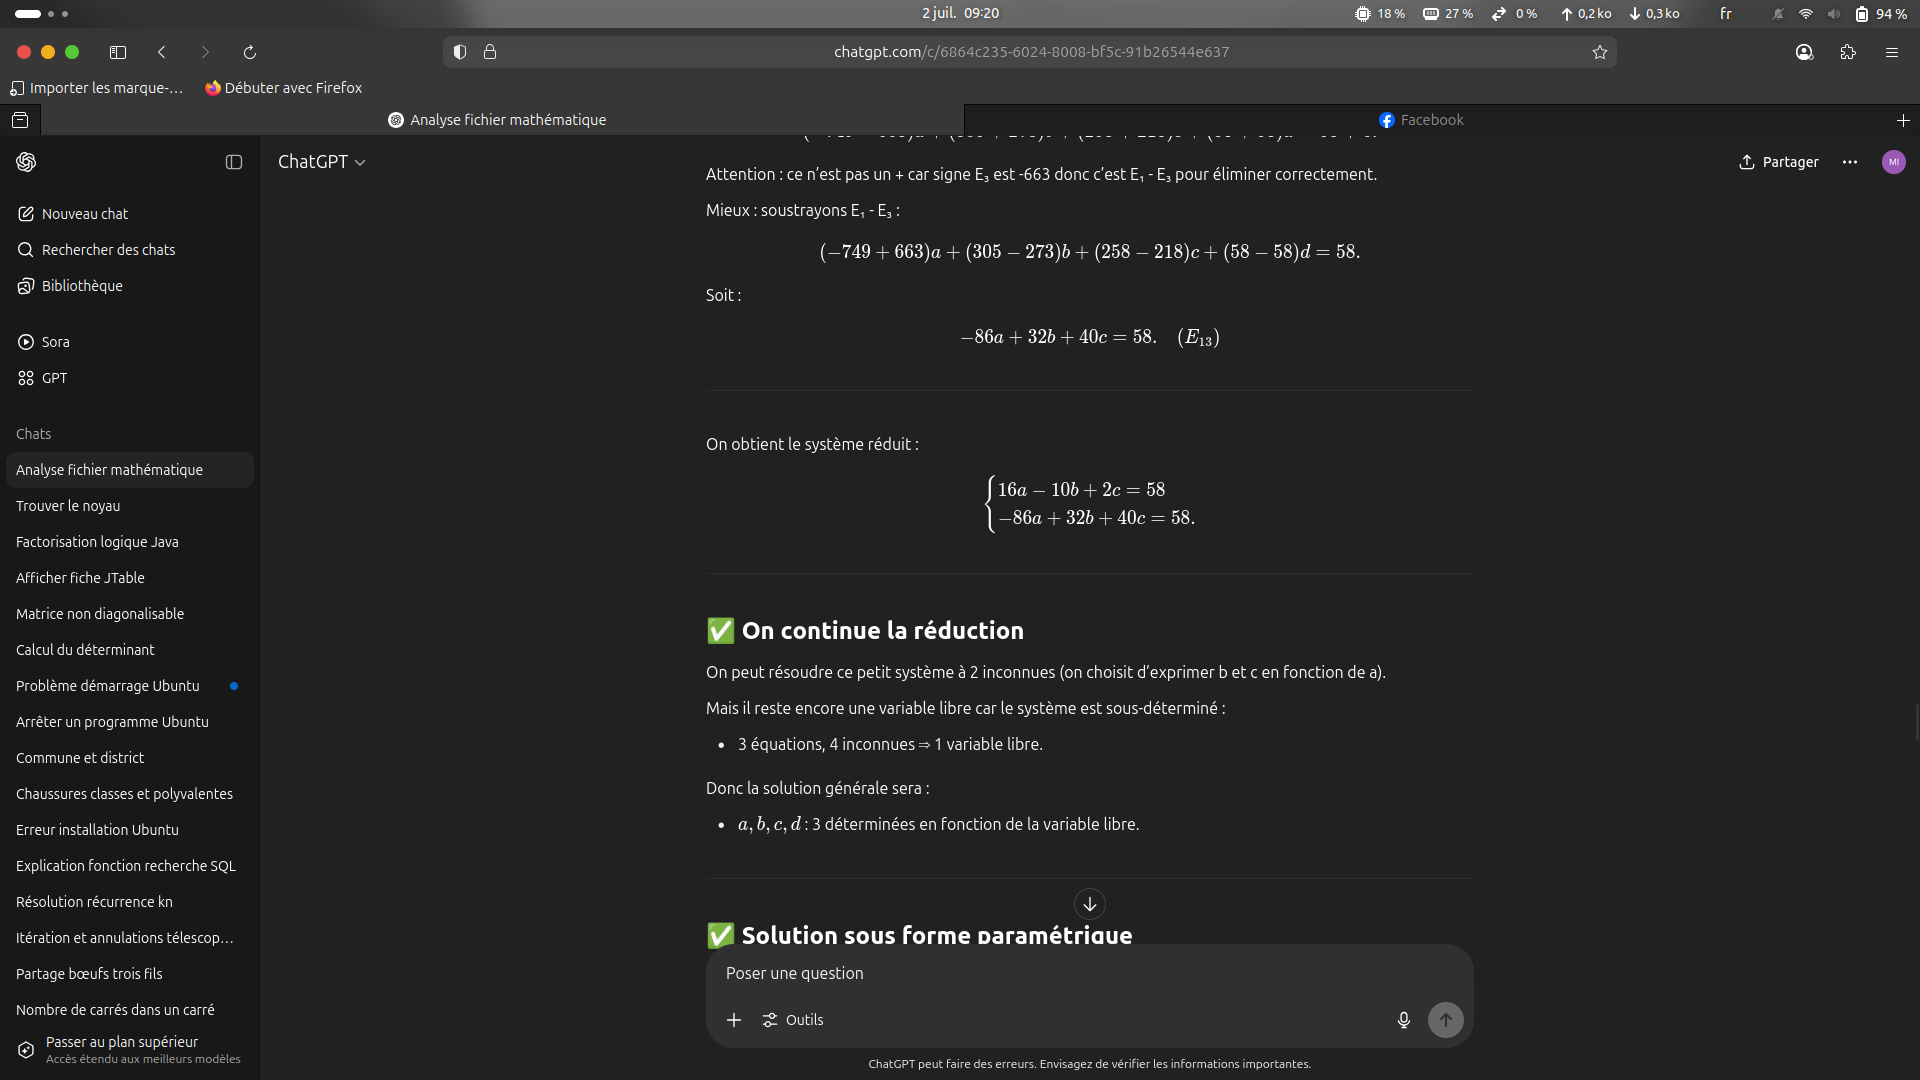 2 juil. 09:20
18 %
27 %
0 %
0,2 ko
0,3 ko
fr
94 %
chatgpt.com/c/6864c235-6024-8008-bf5c-91b26544e637
Importer les marque-…
Débuter avec Firefox
Analyse fichier mathématique
Facebook
ChatGPT
Partager
MI
Nouveau chat
Rechercher des chats
Bibliothèque
Sora
GPT
Chats
Analyse fichier mathématique
Trouver le noyau
Factorisation logique Java
Afficher fiche JTable
Matrice non diagonalisable
Calcul du déterminant
Problème démarrage Ubuntu
Arrêter un programme Ubuntu
Commune et district
Chaussures classes et polyvalentes
Erreur installation Ubuntu
Explication fonction recherche SQL
Résolution récurrence kn
Itération et annulations télescop…
Partage bœufs trois fils
Nombre de carrés dans un carré
Passer au plan supérieur
Accès étendu aux meilleurs modèles
Attention : ce n’est pas un + car signe E₃ est -663 donc c’est E₁ - E₃ pour éliminer correctement.
Mieux : soustrayons E₁ - E₃ :
(−749 + 663)a + (305 − 273)b + (258 − 218)c + (58 − 58)d = 58.
Soit :
−86a + 32b + 40c = 58. (E₁₃)
On obtient le système réduit :
{16a − 10b + 2c = 58
−86a + 32b + 40c = 58.
✅ On continue la réduction
On peut résoudre ce petit système à 2 inconnues (on choisit d’exprimer b et c en fonction de a).
Mais il reste encore une variable libre car le système est sous-déterminé :
• 3 équations, 4 inconnues ⇒ 1 variable libre.
Donc la solution générale sera :
• a, b, c, d : 3 déterminées en fonction de la variable libre.
✅ Solution sous forme paramétrique
Poser une question
Outils
ChatGPT peut faire des erreurs. Envisagez de vérifier les informations importantes.